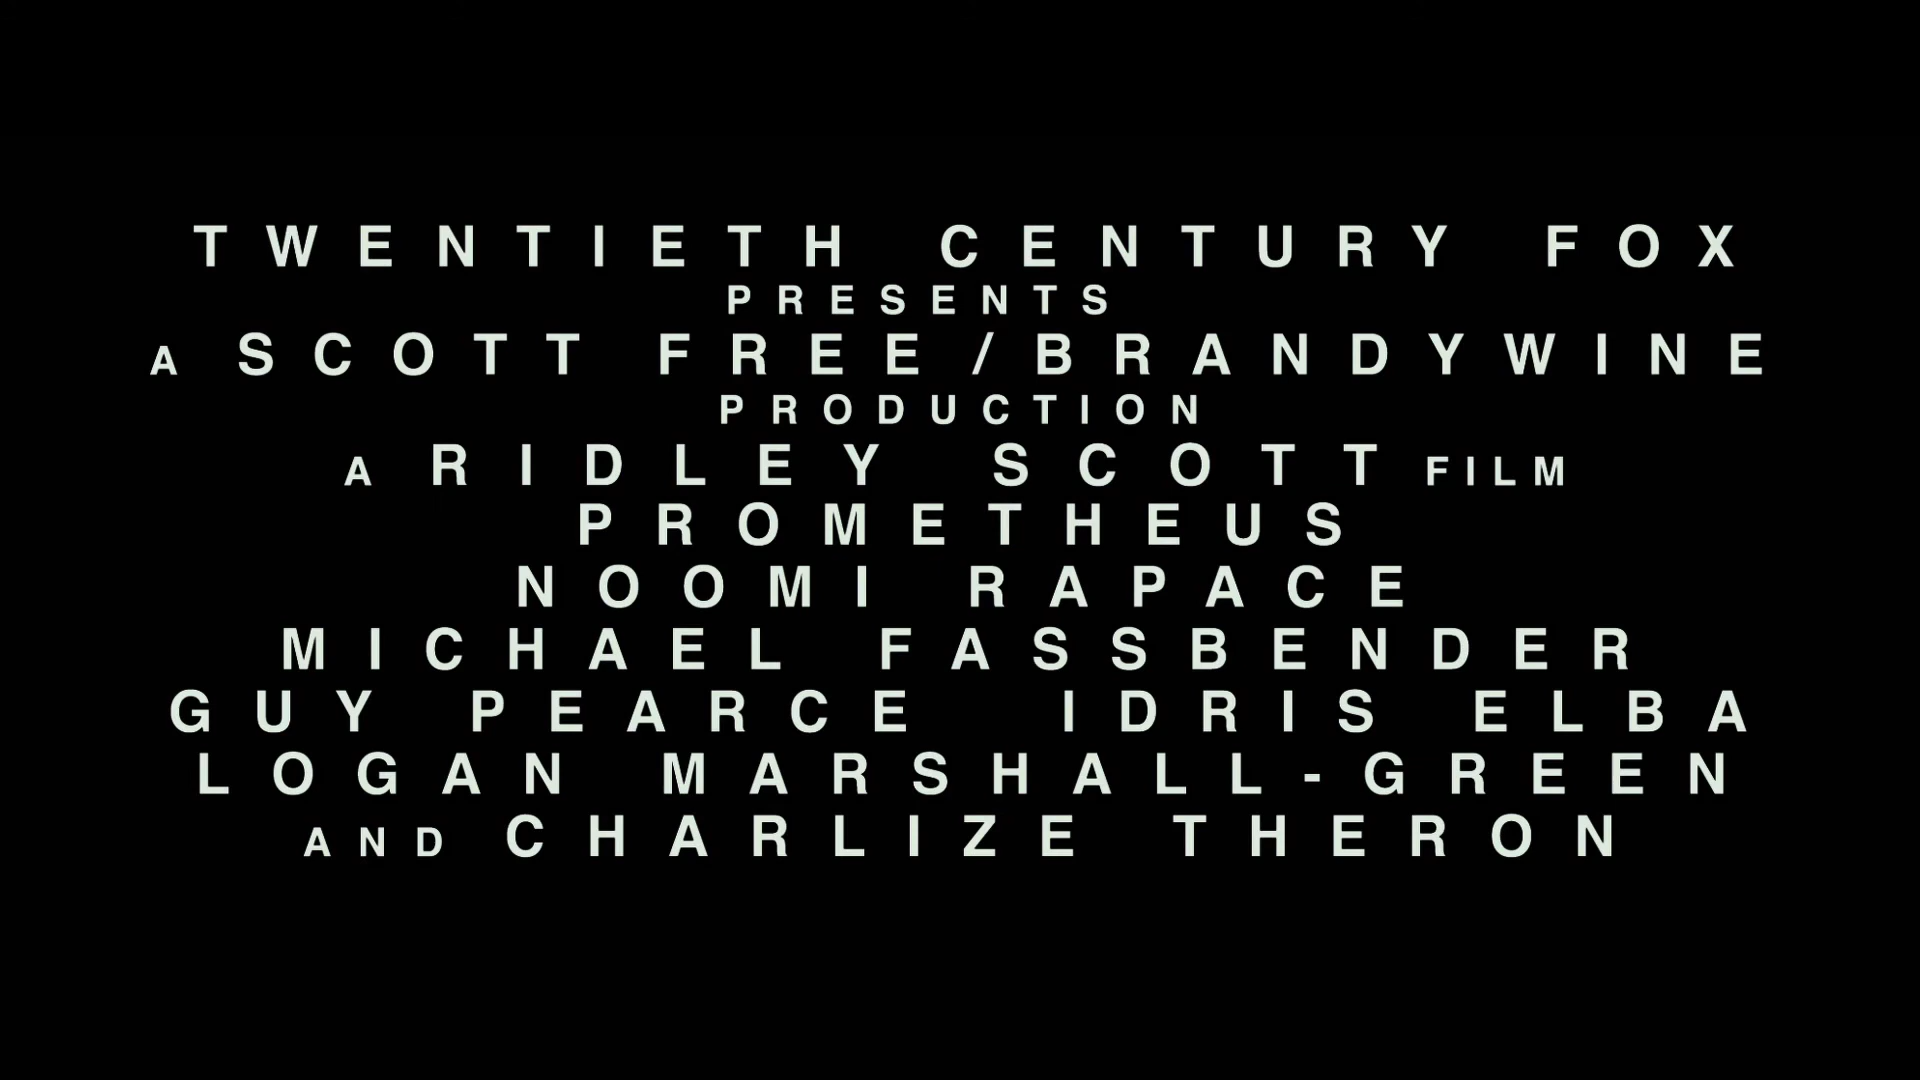 TWENTIETH CENTURY FOX
PRESENTS
A SCOTT FREE/BRANDYWINE
PRODUCTION
A RIDLEY SCOTT FILM
PROMETHEUS
NOOMI RAPACE
MICHAEL FASSBENDER
GUY PEARCE IDRIS ELBA
LOGAN MARSHALL-GREEN
AND CHARLIZE THERON